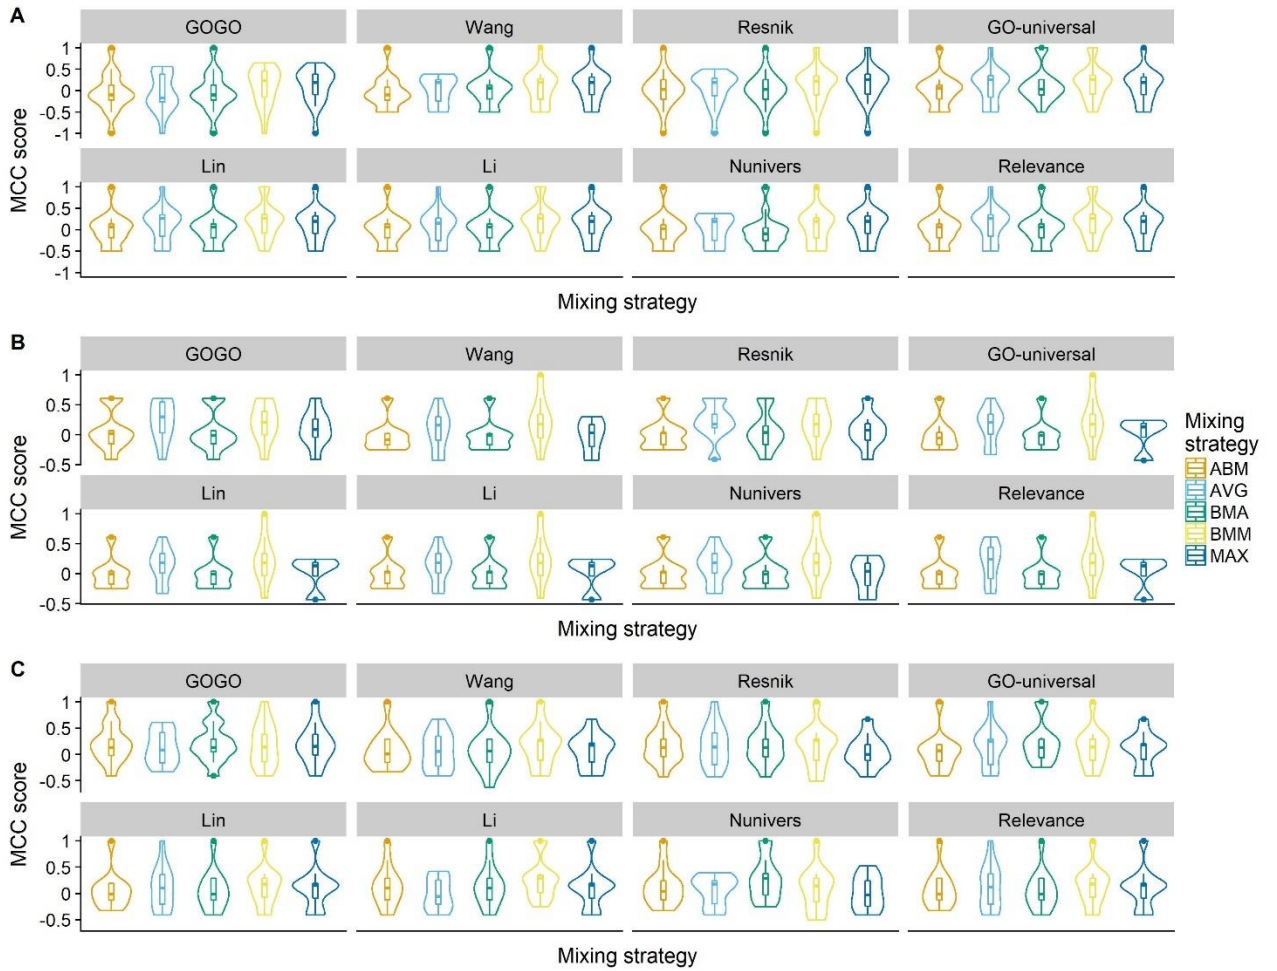 A
GOGO Wang Resnik GO-universal
1
0.5
0
-0.5
-1
MCC score
Lin Li Nunivers Relevance
1
0.5
0
-0.5
-1
Mixing strategy
B
GOGO Wang Resnik GO-universal
1
0.5
0
-0.5
MCC score
Lin Li Nunivers Relevance
1
0.5
0
-0.5
MCC score
Mixing strategy
Mixing
strategy
ABM
AVG
BMA
BMM
MAX
C
GOGO Wang Resnik GO-universal
1
0.5
0
-0.5
MCC score
Lin Li Nunivers Relevance
1
0.5
0
-0.5
Mixing strategy